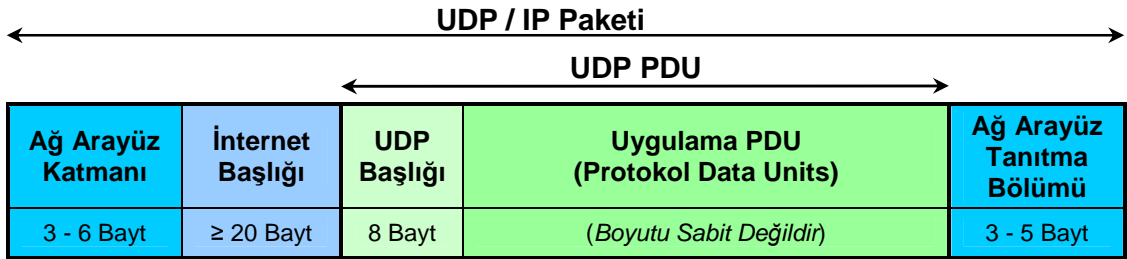 UDP / IP Paketi
UDP PDU
Ağ Arayüz
Katmanı
İnternet
Başlığı
UDP
Başlığı
Uygulama PDU
(Protokol Data Units)
Ağ Arayüz
Tanıtma
Bölümü
3 - 6 Bayt
≥ 20 Bayt
8 Bayt
(Boyutu Sabit Değildir)
3 - 5 Bayt